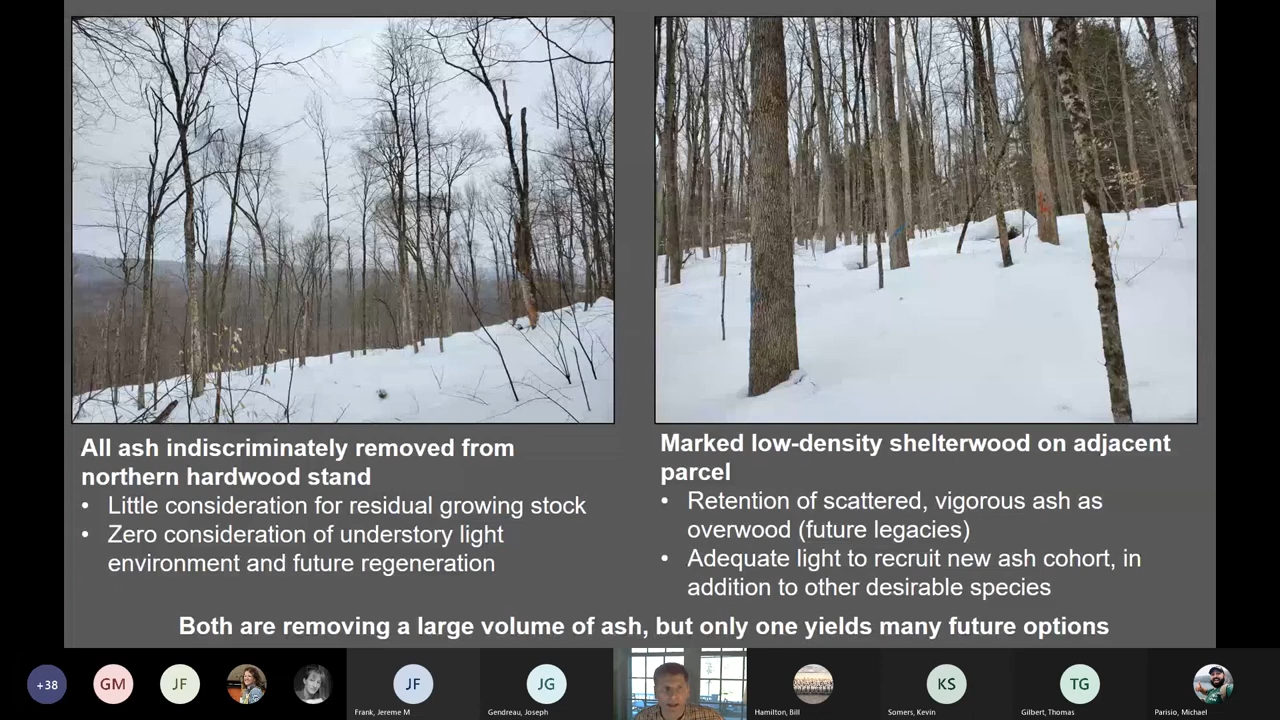 All ash indiscriminately removed from
northern hardwood stand
• Little consideration for residual growing stock
• Zero consideration of understory light
environment and future regeneration
Marked low-density shelterwood on adjacent
parcel
• Retention of scattered, vigorous ash as
overwood (future legacies)
• Adequate light to recruit new ash cohort, in
addition to other desirable species
Both are removing a large volume of ash, but only one yields many future options
+38
GM
JF
JF
JG
KS
TG
Frank, Jereme M
Gendreau, Joseph
Hamilton, Bill
Somers, Kevin
Gilbert, Thomas
Parisio, Michael